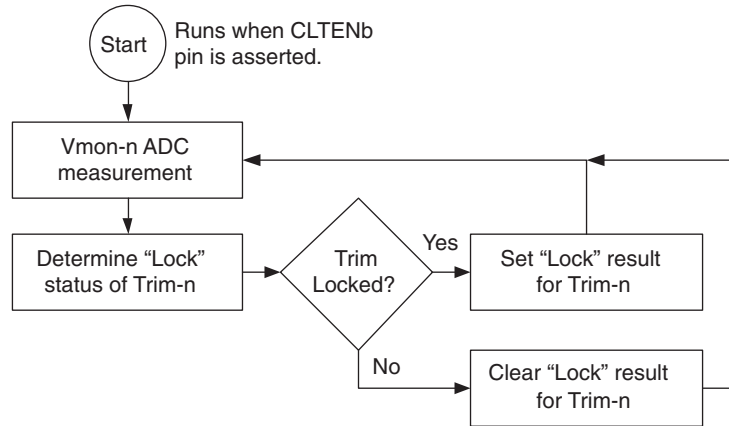 Start
Runs when CLTENb
pin is asserted.
Vmon-n ADC
measurement
Determine “Lock”
status of Trim-n
Trim
Locked?
Yes
Set “Lock” result
for Trim-n
No
Clear “Lock” result
for Trim-n